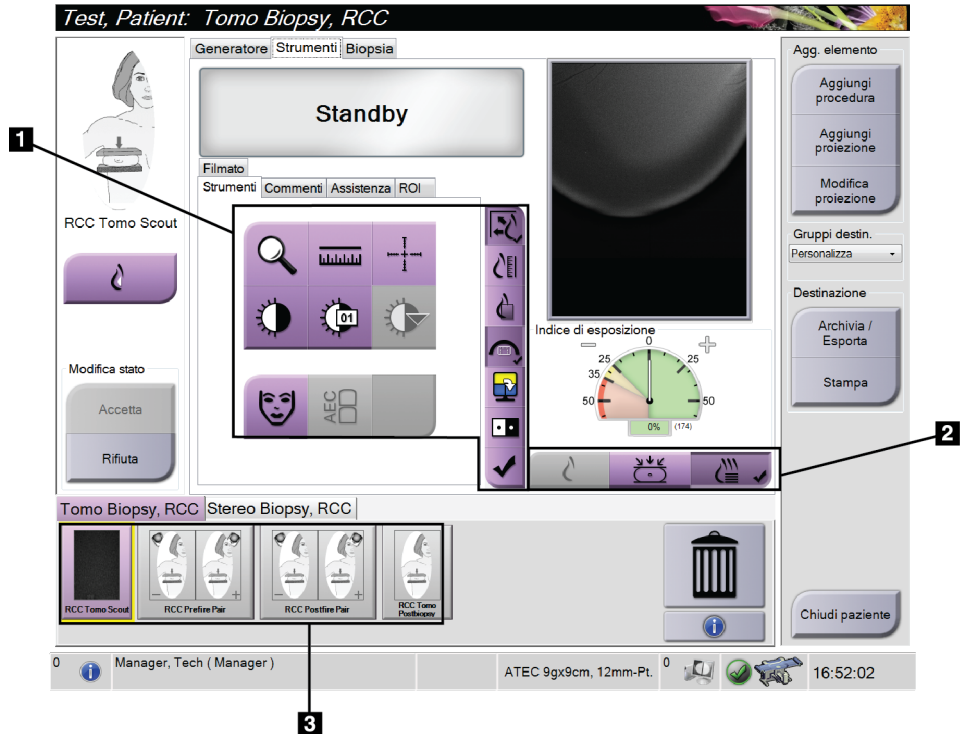 Test, Patient: Tomo Biopsy, RCC
Generatore Strumenti Biopsia
Agg. elemento
Aggiungi
procedura
Aggiungi
proiezione
Modifica
proiezione
Gruppi destin.
Personalizza
Destinazione
Archivia /
Esporta
Stampa
Chiudi paziente
1
RCC Tomo Scout
Modifica stato
Accetta
Rifiuta
Standby
Filmato
Strumenti Commenti Assistenza ROI
01
AEC
Indice di esposizione
0
25 25
35
50 50
0% (174)
2
Tomo Biopsy, RCC Stereo Biopsy, RCC
RCC Tomo Scout
RCC Prefire Pair
RCC Postfire Pair
RCC Tomo
Postbiopsy
0 Manager, Tech ( Manager ) ATEC 9gx9cm, 12mm-Pt. 0 16:52:02
3